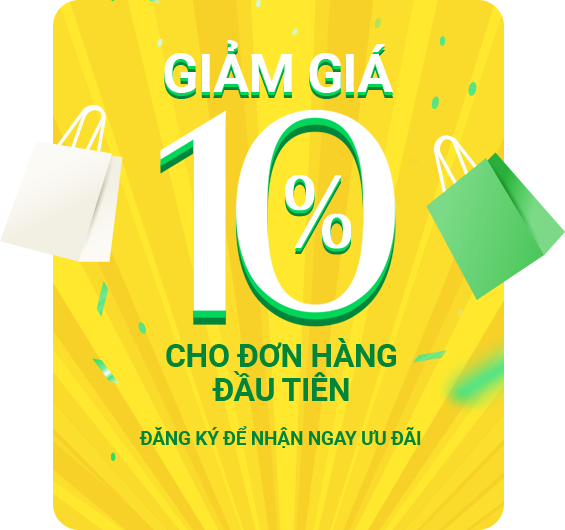 GIẢM GIÁ
10%
CHO ĐƠN HÀNG
ĐẦU TIÊN
ĐĂNG KÝ ĐỂ NHẬN NGAY ƯU ĐÃI